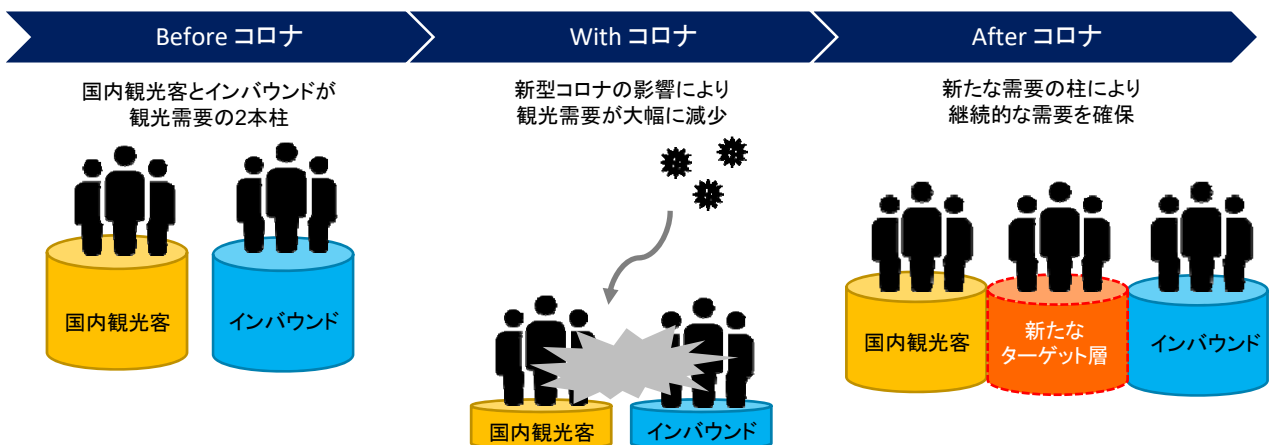 Before コロナ
With コロナ
After コロナ
国内観光客とインバウンドが
観光需要の2本柱
新型コロナの影響により
観光需要が大幅に減少
新たな需要の柱により
継続的な需要を確保
国内観光客
インバウンド
国内観光客
インバウンド
国内観光客
新たな
ターゲット層
インバウンド